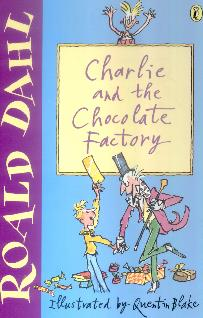 ROALD DAHL
Charlie
and the
Chocolate
Factory
Illustrated by Quentin Blake